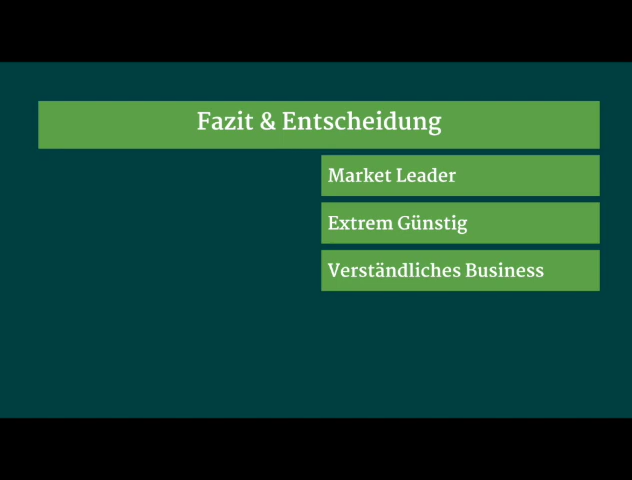 Fazit & Entscheidung
Market Leader
Extrem Günstig
Verständliches Business